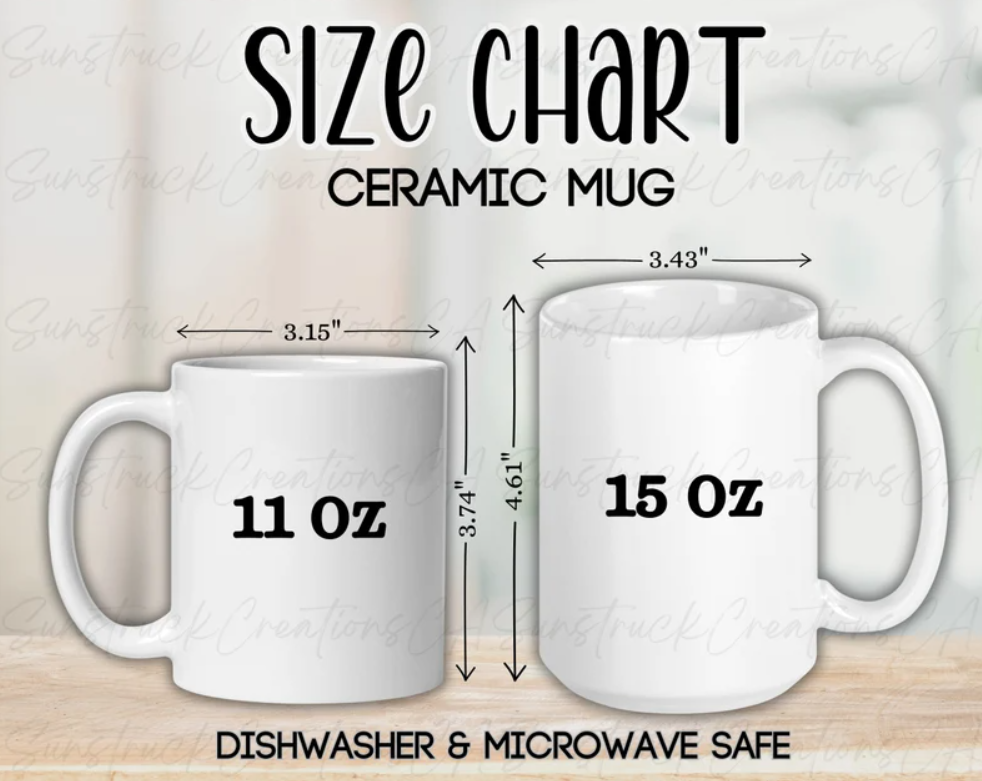 SIZE CHART
CERAMIC MUG
3.43"
3.15"
3.74"
4.61"
11 Oz
15 Oz
DISHWASHER & MICROWAVE SAFE
SunstruckCreationsCA